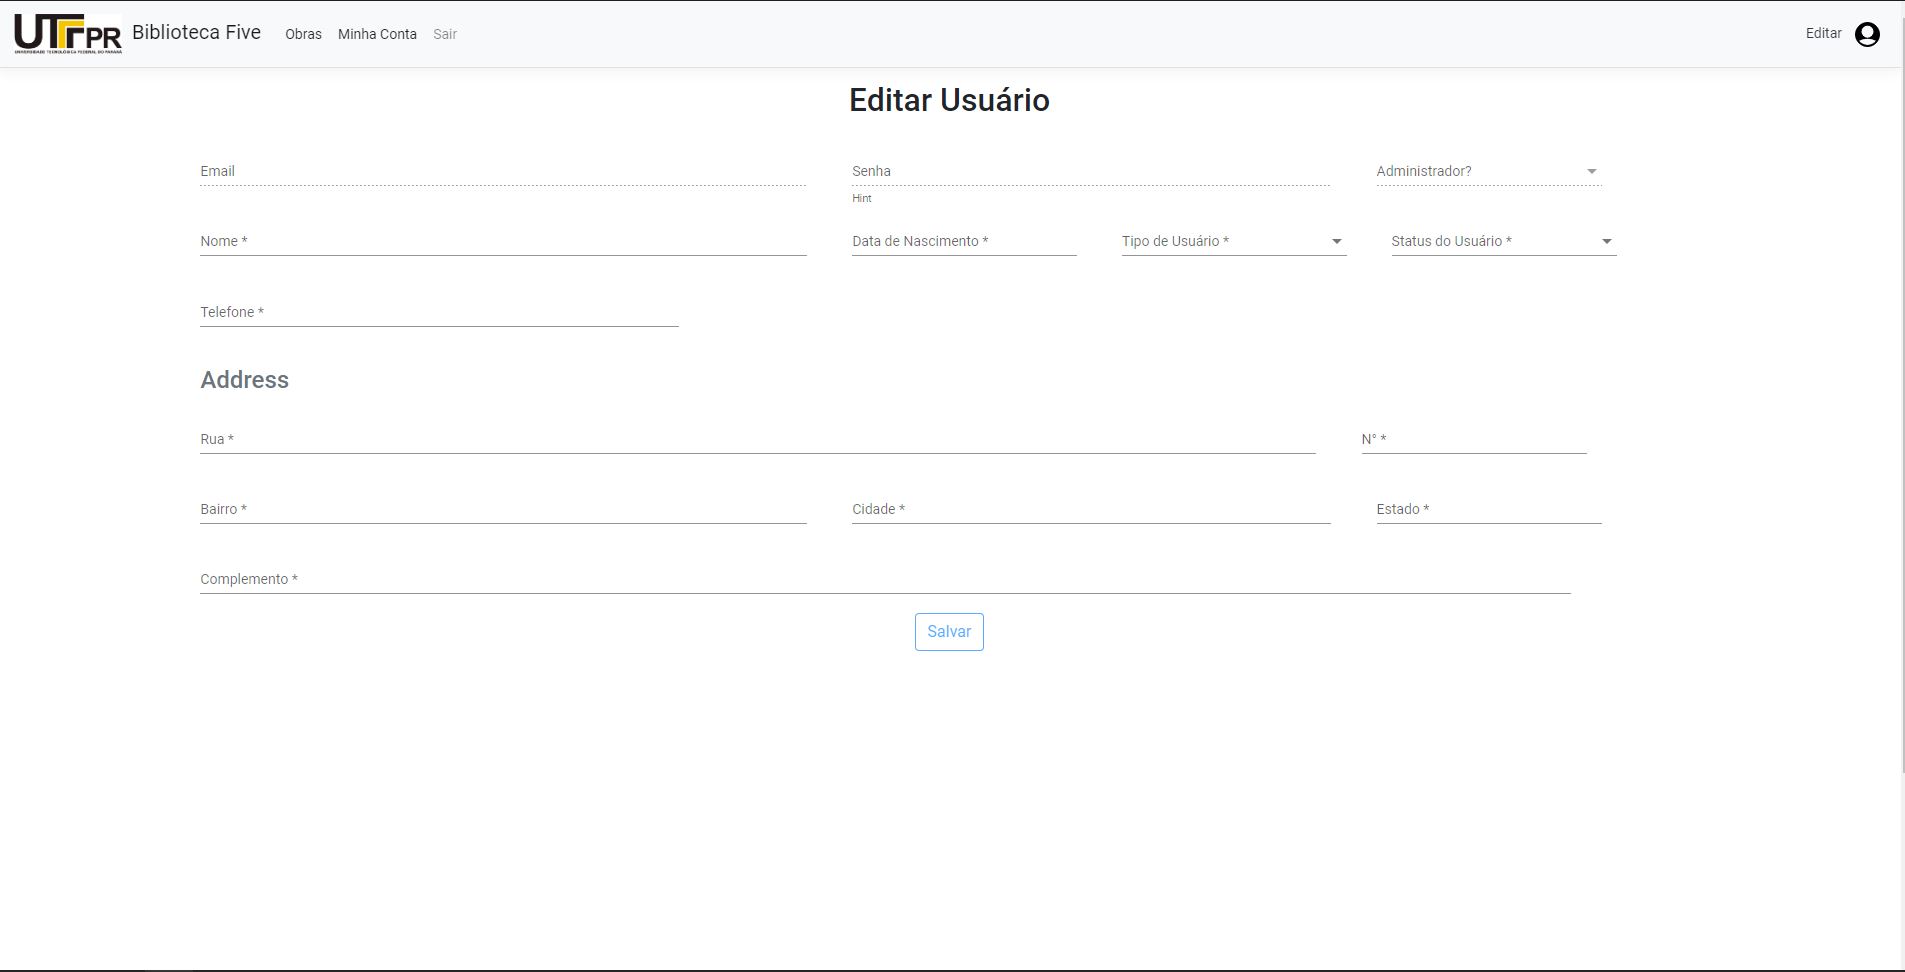 UTFPR Biblioteca Five Obras Minha Conta Sair Editar
UNIVERSIDADE TECNOLÓGICA FEDERAL DO PARANÁ
Editar Usuário
Email Senha Administrador?
Hint
Nome * Data de Nascimento * Tipo de Usuário * Status do Usuário *
Telefone *
Address
Rua * N° *
Bairro * Cidade * Estado *
Complemento *
Salvar